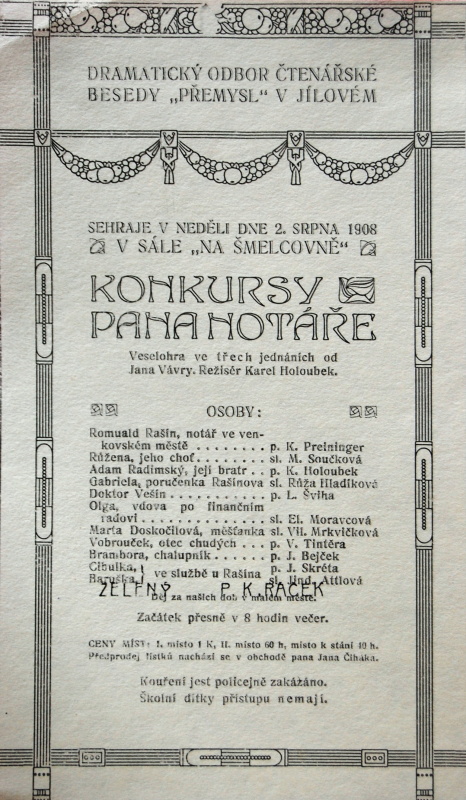 DRAMATICKÝ ODBOR ČTENÁŘSKÉ
BESEDY „PŘEMYSL" V JÍLOVÉM
SEHRAJE V NEDĚLI DNE 2. SRPNA 1908
V SÁLE „NA ŠMELCOVNĚ"
KONKURSY
PANA NOTÁŘE
Veselohra ve třech jednáních od
Jana Vávry. Režisér Karel Holoubek.
OSOBY:
Romuald Rašín, notář ve ven-
kovském městě . . . . . . . . p. K. Preininger
Růžena, jeho choť . . . . . . . . sl. M. Součková
Adam Radimský, její bratr . . p. K. Holoubek
Gabriela, poručenka Rašínova sl. Růža Hladíková
Doktor Vešín . . . . . . . . . . . p. L. Šviha
Olga, vdova po finančním
radovi . . . . . . . . . . . . . . . sl. El. Moravcová
Marta Doskočilová, měšťanka sl. Vil. Mrkvičková
Vobrouček, otec chudých . . . p. V. Tintěra
Brambora, chalupník . . . . . . p. J. Bejček
Cibulka, p. J. Skréta
ve službě u Rašína
Baruška, sl. Jind. Attlová
ZELENÝ P. K. RAČEK
Děj za našich dob v malém městě.
Začátek přesně v 8 hodin večer.
CENY MÍST: I. místo 1 K, II. místo 60 h, místo k stání 40 h.
Předprodej lístků nachází se v obchodě pana Jana Čiháka.
Kouření jest policejně zakázáno.
Školní dítky přístupu nemají.